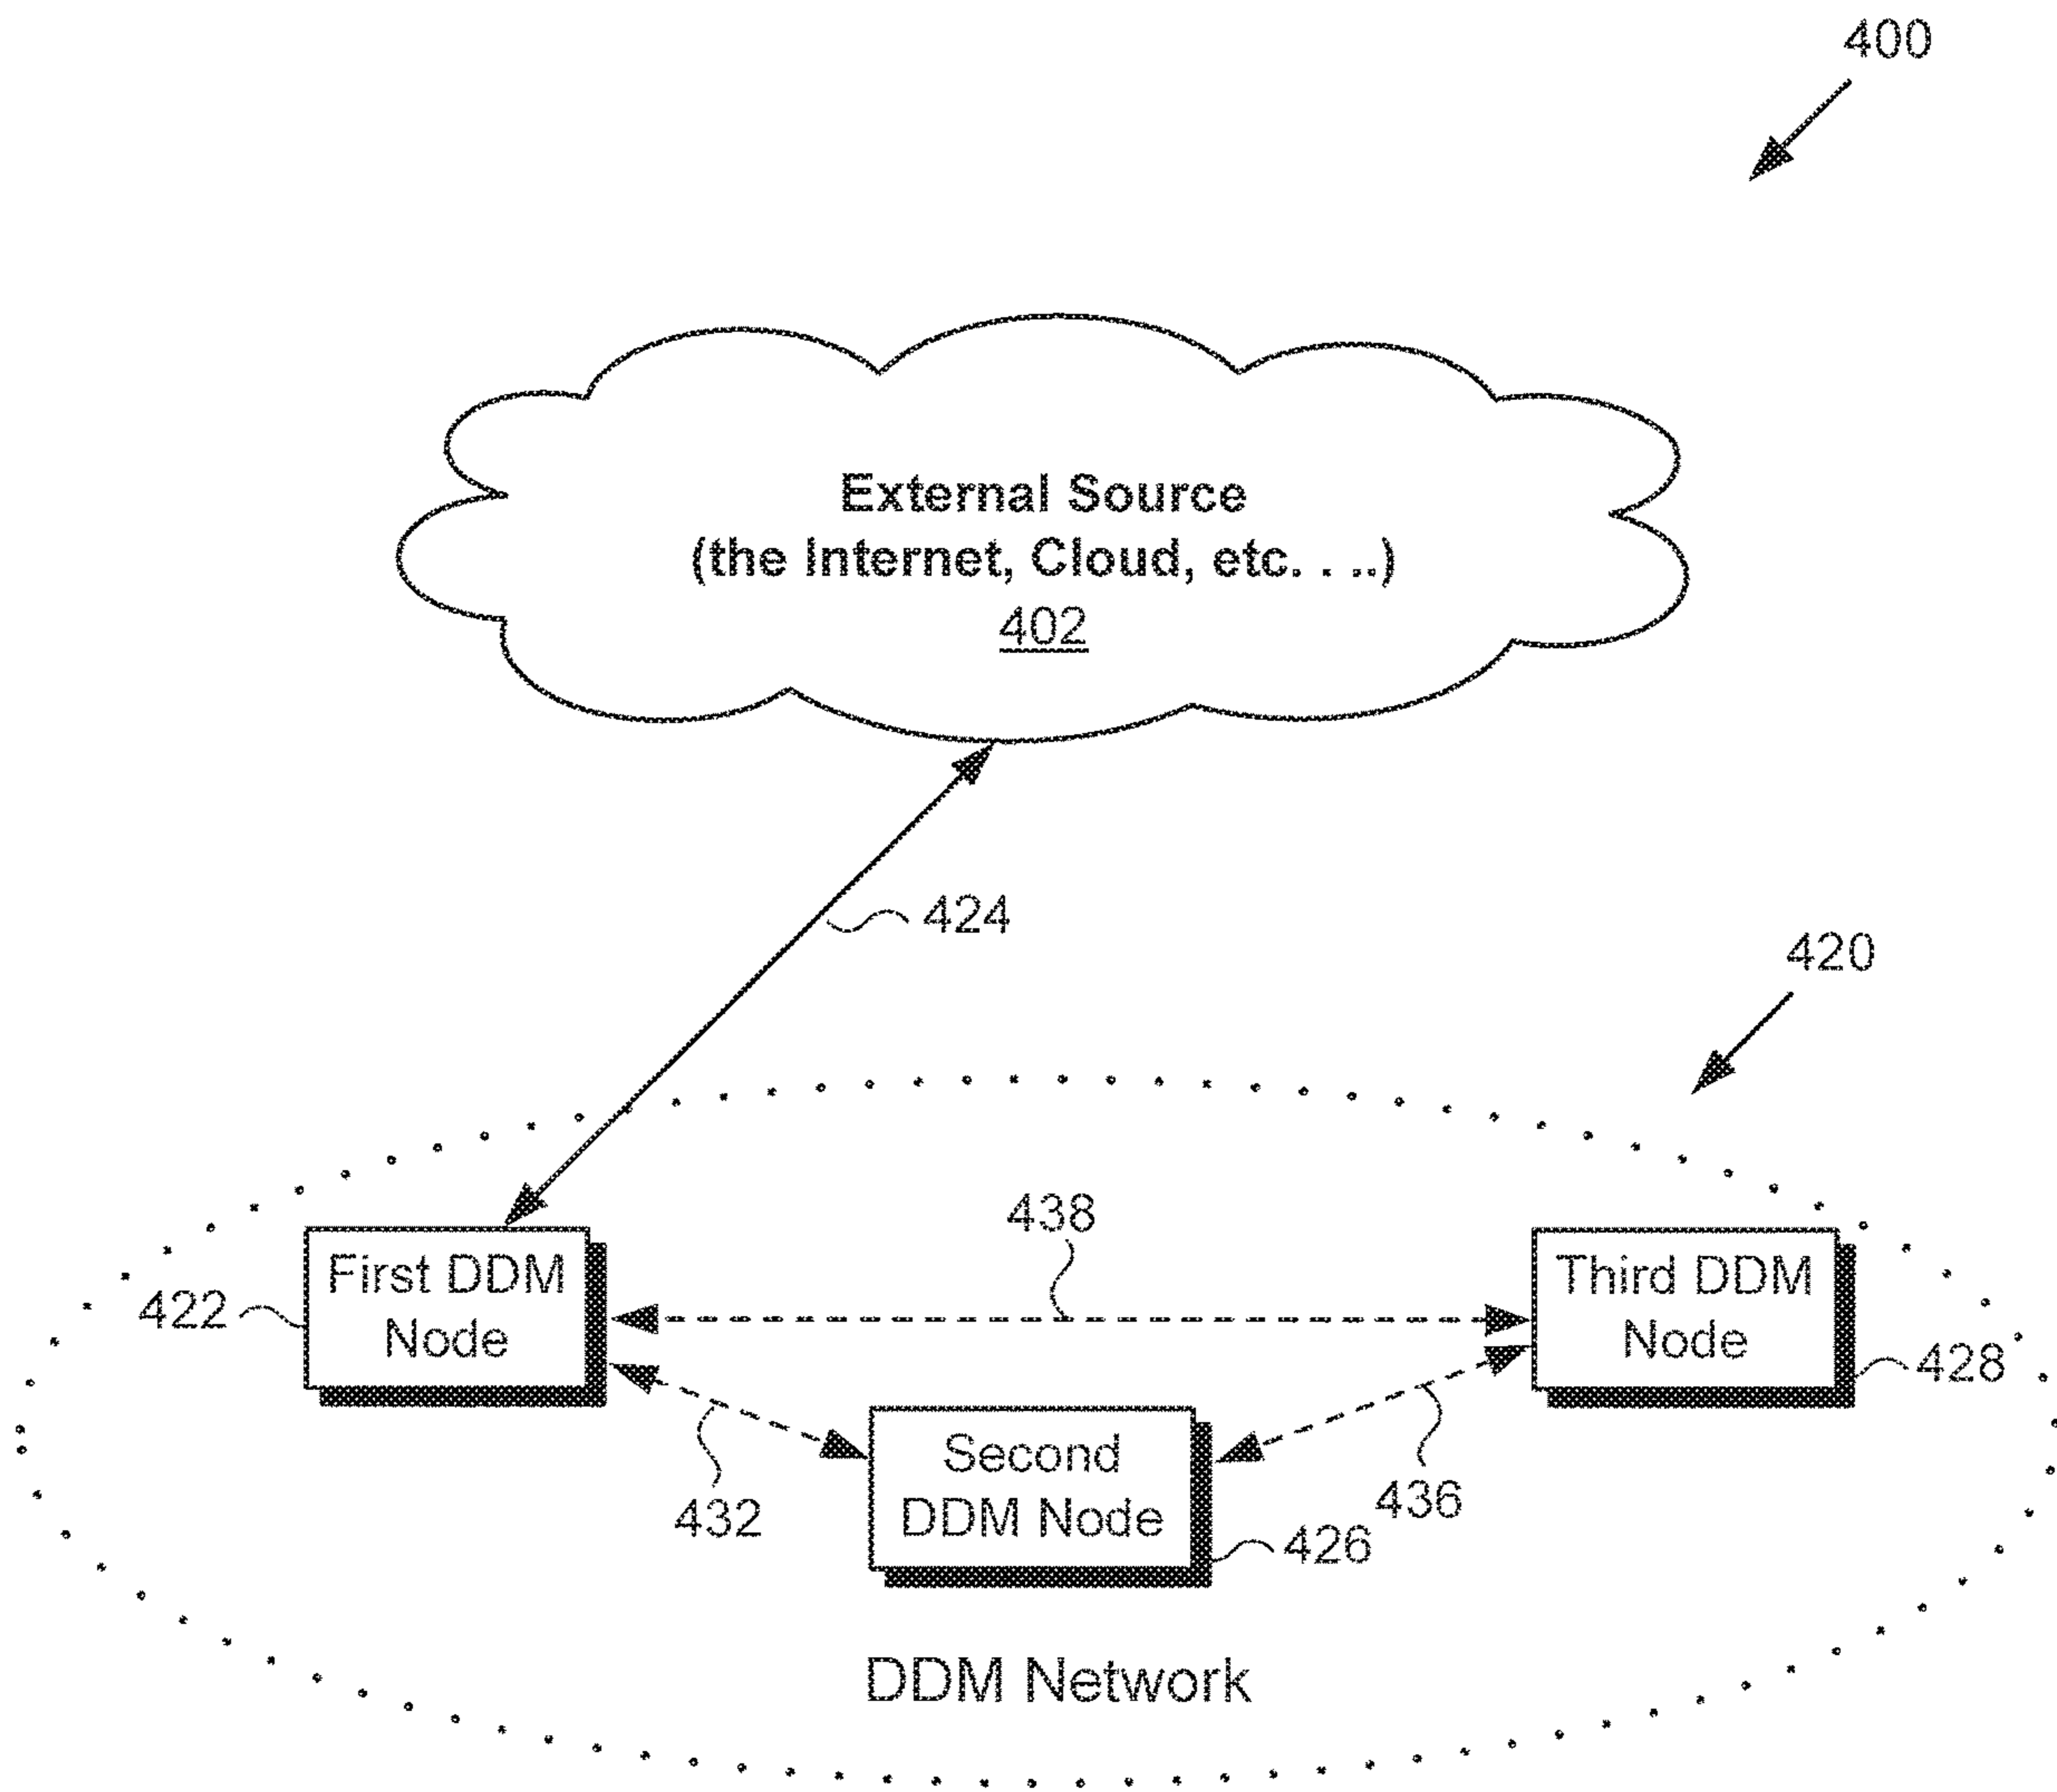 400
External Source
(the Internet, Cloud, etc. . ..)
402
424
420
438
First DDM
Node
Third DDM
Node
422
428
432
Second
DDM Node
436
426
DDM Network